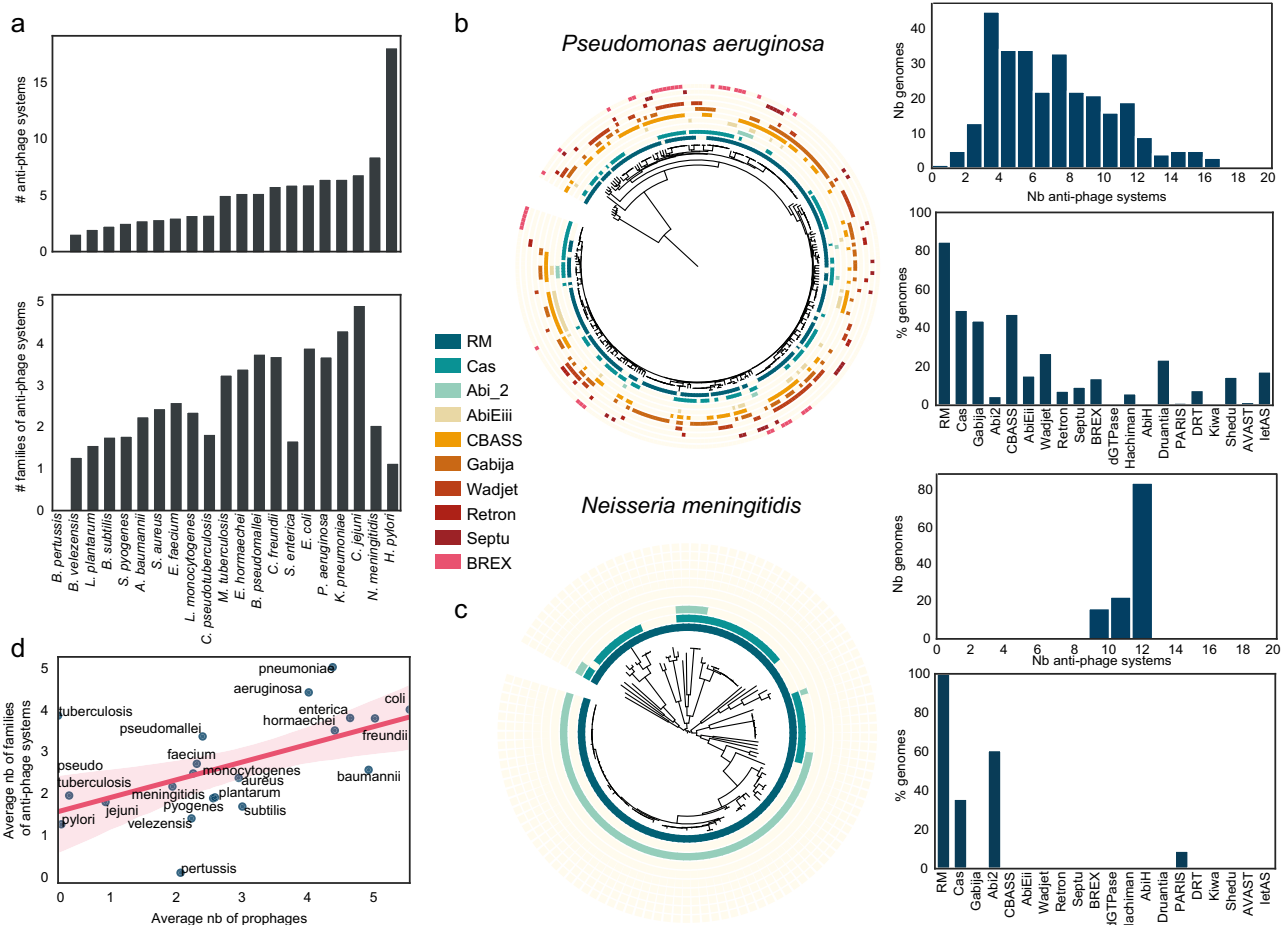 a
# anti-phage systems
15
10
5
0
# families of anti-phage systems
5
4
3
2
1
0
B. pertussis
B. velezensis
L. plantarum
B. subtilis
S. pyogenes
A. baumannii
S. aureus
E. faecium
L. monocytogenes
C. pseudotuberculosis
M. tuberculosis
E. hormaechei
B. pseudomallei
C. freundii
S. enterica
E. coli
P. aeruginosa
K. pneumoniae
C. jejuni
N. meningitidis
H. pylori
b
Pseudomonas aeruginosa
RM
Cas
Abi_2
AbiEiii
CBASS
Gabija
Wadjet
Retron
Septu
BREX
Nb genomes
40
30
20
10
0
0 2 4 6 8 10 12 14 16 18 20
Nb anti-phage systems
% genomes
100
80
60
40
20
0
RM
Cas
Gabija
Abi2
CBASS
AbiEii
Wadjet
Retron
Septu
BREX
dGTPase
Hachiman
AbiH
Druantia
PARIS
DRT
Kiwa
Shedu
AVAST
IetAS
c
Neisseria meningitidis
Nb genomes
80
60
40
20
0
0 2 4 6 8 10 12 14 16 18 20
Nb anti-phage systems
% genomes
100
80
60
40
20
0
RM
Cas
Gabija
Abi2
CBASS
AbiEii
Wadjet
Retron
Septu
BREX
dGTPase
lachiman
AbiH
Druantia
PARIS
DRT
Kiwa
Shedu
AVAST
IetAS
d
Average nb of families
of anti-phage systems
5
4
3
2
1
0
pneumoniae
aeruginosa
coli
tuberculosis
enterica
pseudomallei
hormaechei
freundii
faecium
pseudo
tuberculosis
monocytogenes
aureus
baumannii
meningitidis
plantarum
jejuni
pyogenes
subtilis
pylori
velezensis
pertussis
0 1 2 3 4 5
Average nb of prophages